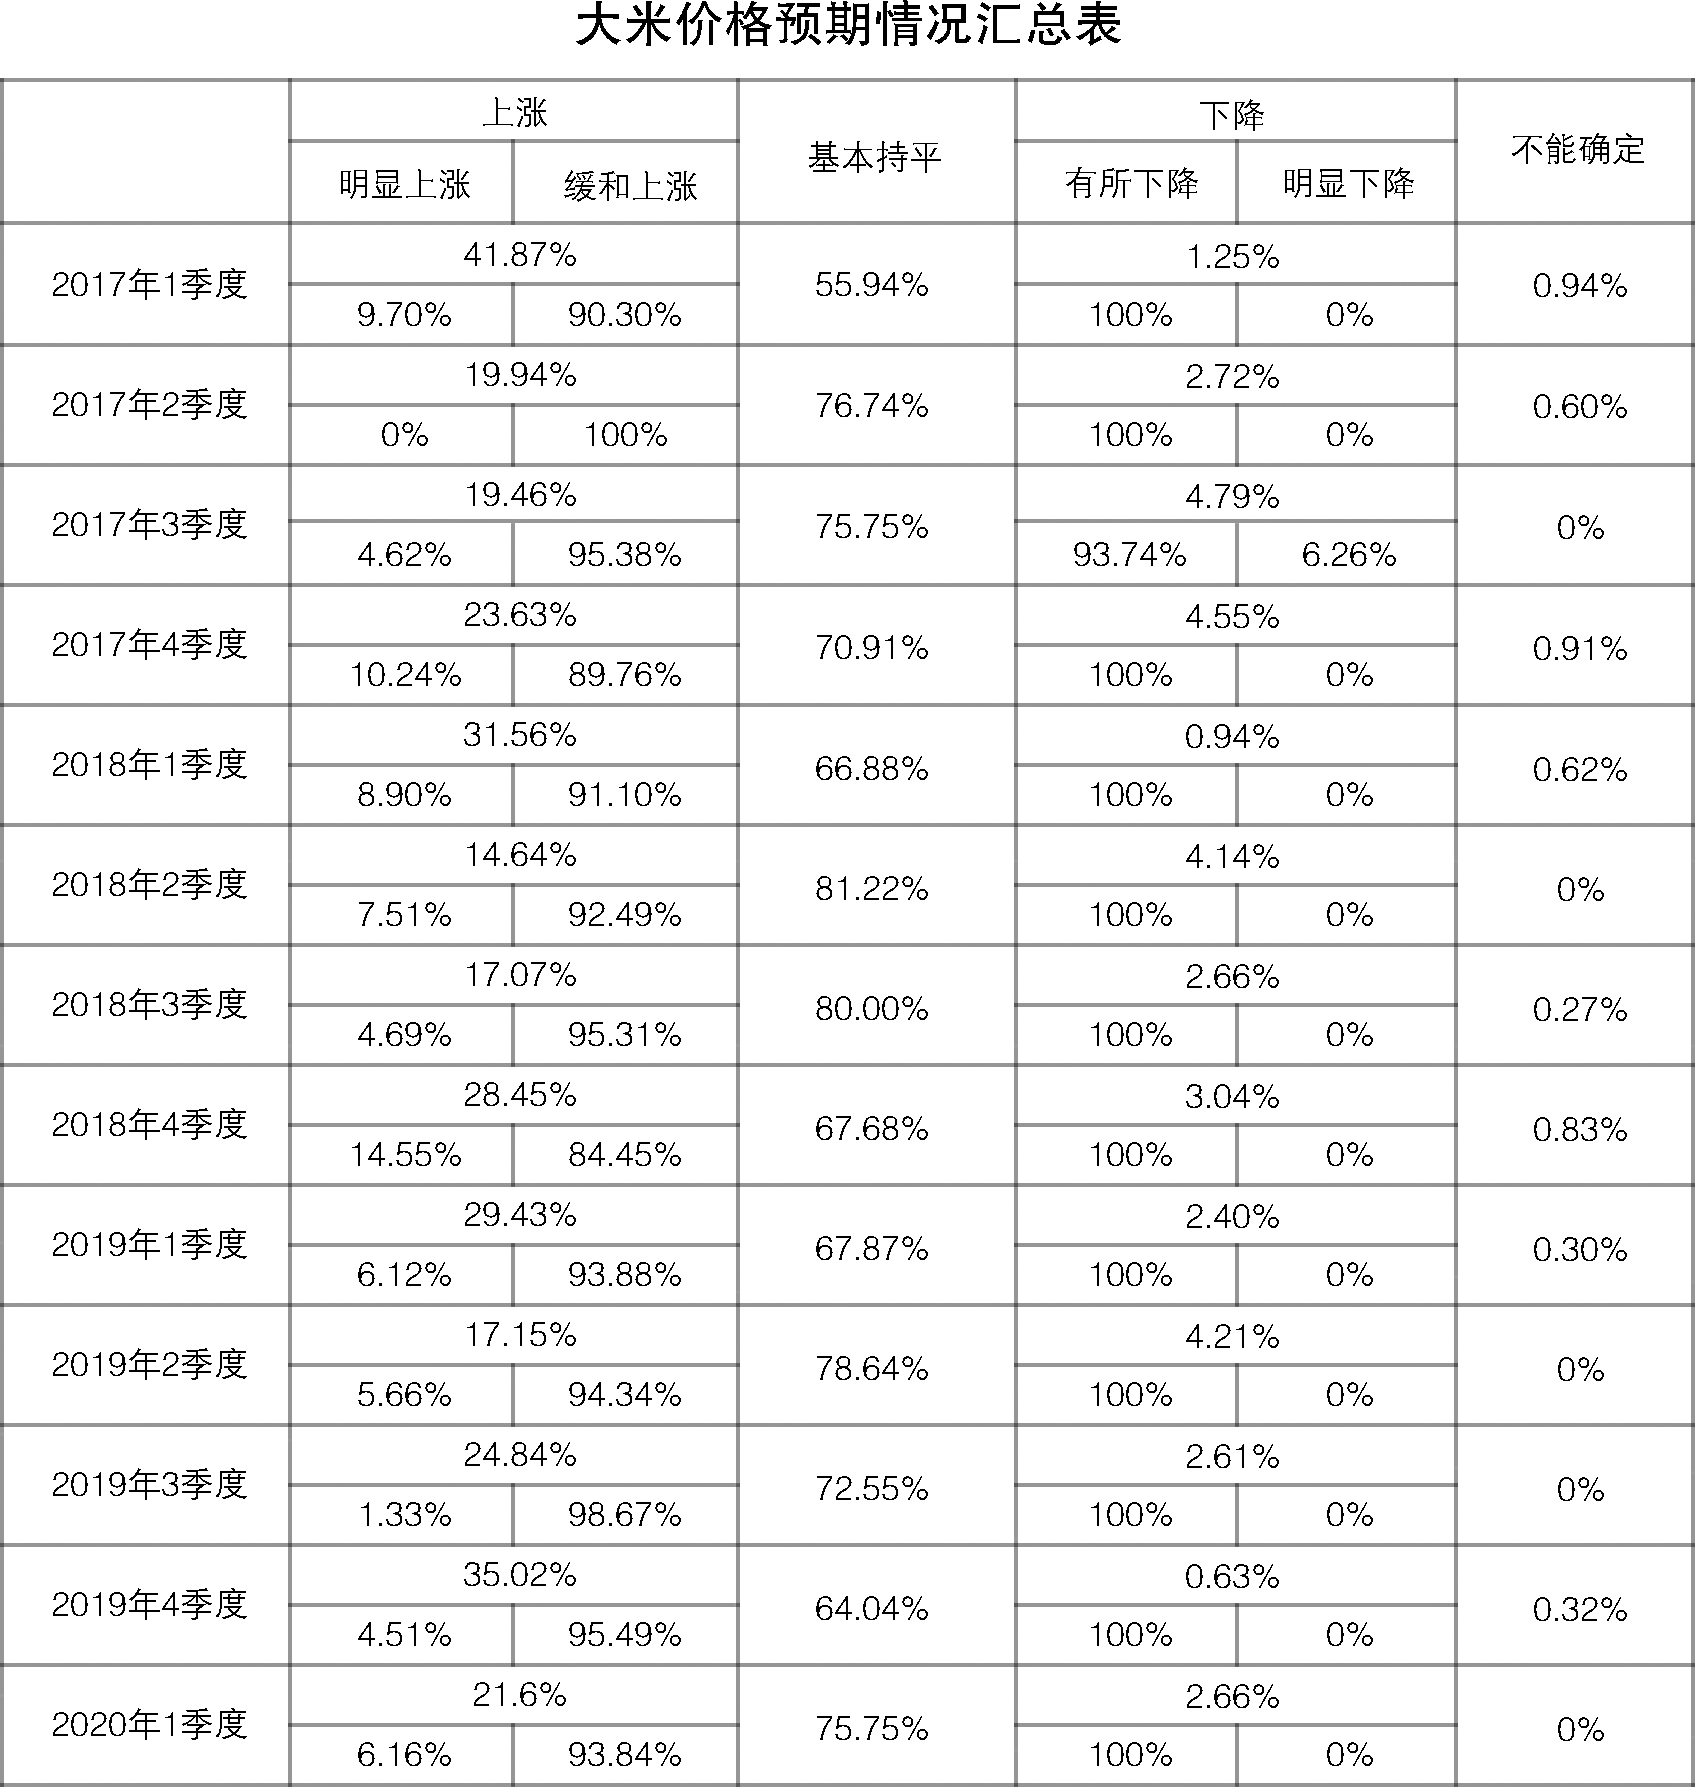 大米价格预期情况汇总表
上涨 基本持平 下降 不能确定
明显上涨 缓和上涨 有所下降 明显下降
2017年1季度 41.87% 55.94% 1.25% 0.94%
9.70% 90.30% 100% 0%
2017年2季度 19.94% 76.74% 2.72% 0.60%
0% 100% 100% 0%
2017年3季度 19.46% 75.75% 4.79% 0%
4.62% 95.38% 93.74% 6.26%
2017年4季度 23.63% 70.91% 4.55% 0.91%
10.24% 89.76% 100% 0%
2018年1季度 31.56% 66.88% 0.94% 0.62%
8.90% 91.10% 100% 0%
2018年2季度 14.64% 81.22% 4.14% 0%
7.51% 92.49% 100% 0%
2018年3季度 17.07% 80.00% 2.66% 0.27%
4.69% 95.31% 100% 0%
2018年4季度 28.45% 67.68% 3.04% 0.83%
14.55% 84.45% 100% 0%
2019年1季度 29.43% 67.87% 2.40% 0.30%
6.12% 93.88% 100% 0%
2019年2季度 17.15% 78.64% 4.21% 0%
5.66% 94.34% 100% 0%
2019年3季度 24.84% 72.55% 2.61% 0%
1.33% 98.67% 100% 0%
2019年4季度 35.02% 64.04% 0.63% 0.32%
4.51% 95.49% 100% 0%
2020年1季度 21.6% 75.75% 2.66% 0%
6.16% 93.84% 100% 0%